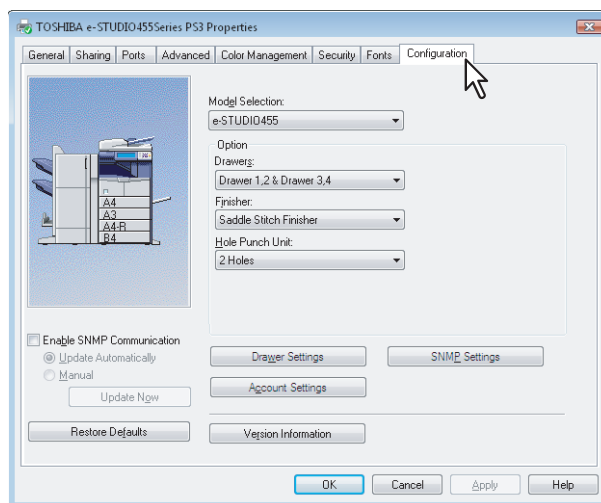 TOSHIBA e-STUDIO455Series PS3 Properties
General Sharing Ports Advanced Color Management Security Fonts Configuration
Model Selection:
e-STUDIO455
Option
Drawers:
Drawer 1,2 & Drawer 3,4
Finisher:
Saddle Stitch Finisher
Hole Punch Unit:
2 Holes
A4
A3
A4-R
B4
Enable SNMP Communication
Update Automatically
Manual
Update Now
Drawer Settings SNMP Settings
Account Settings
Restore Defaults Version Information
OK Cancel Apply Help